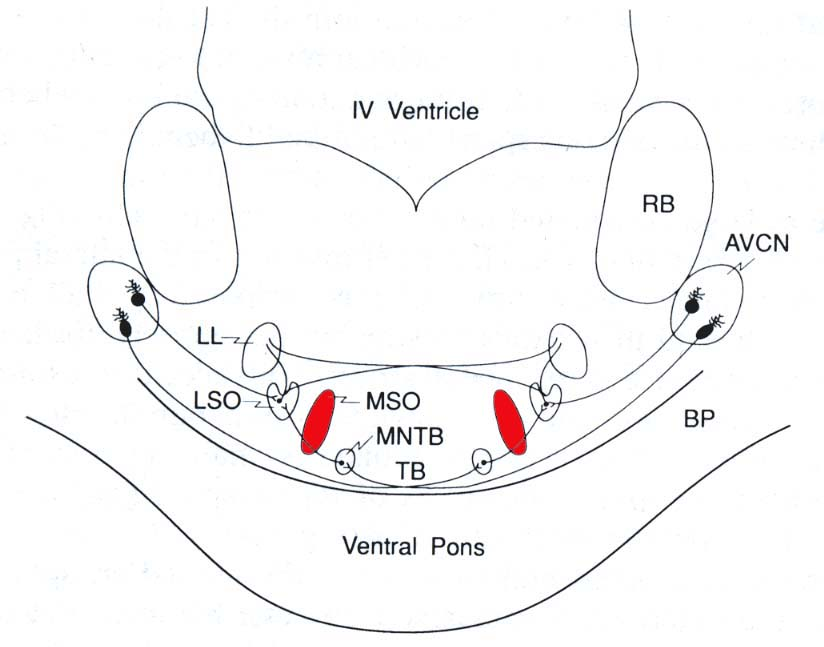 IV Ventricle
RB
AVCN
LL
LSO
MSO
MNTB
TB
BP
Ventral Pons